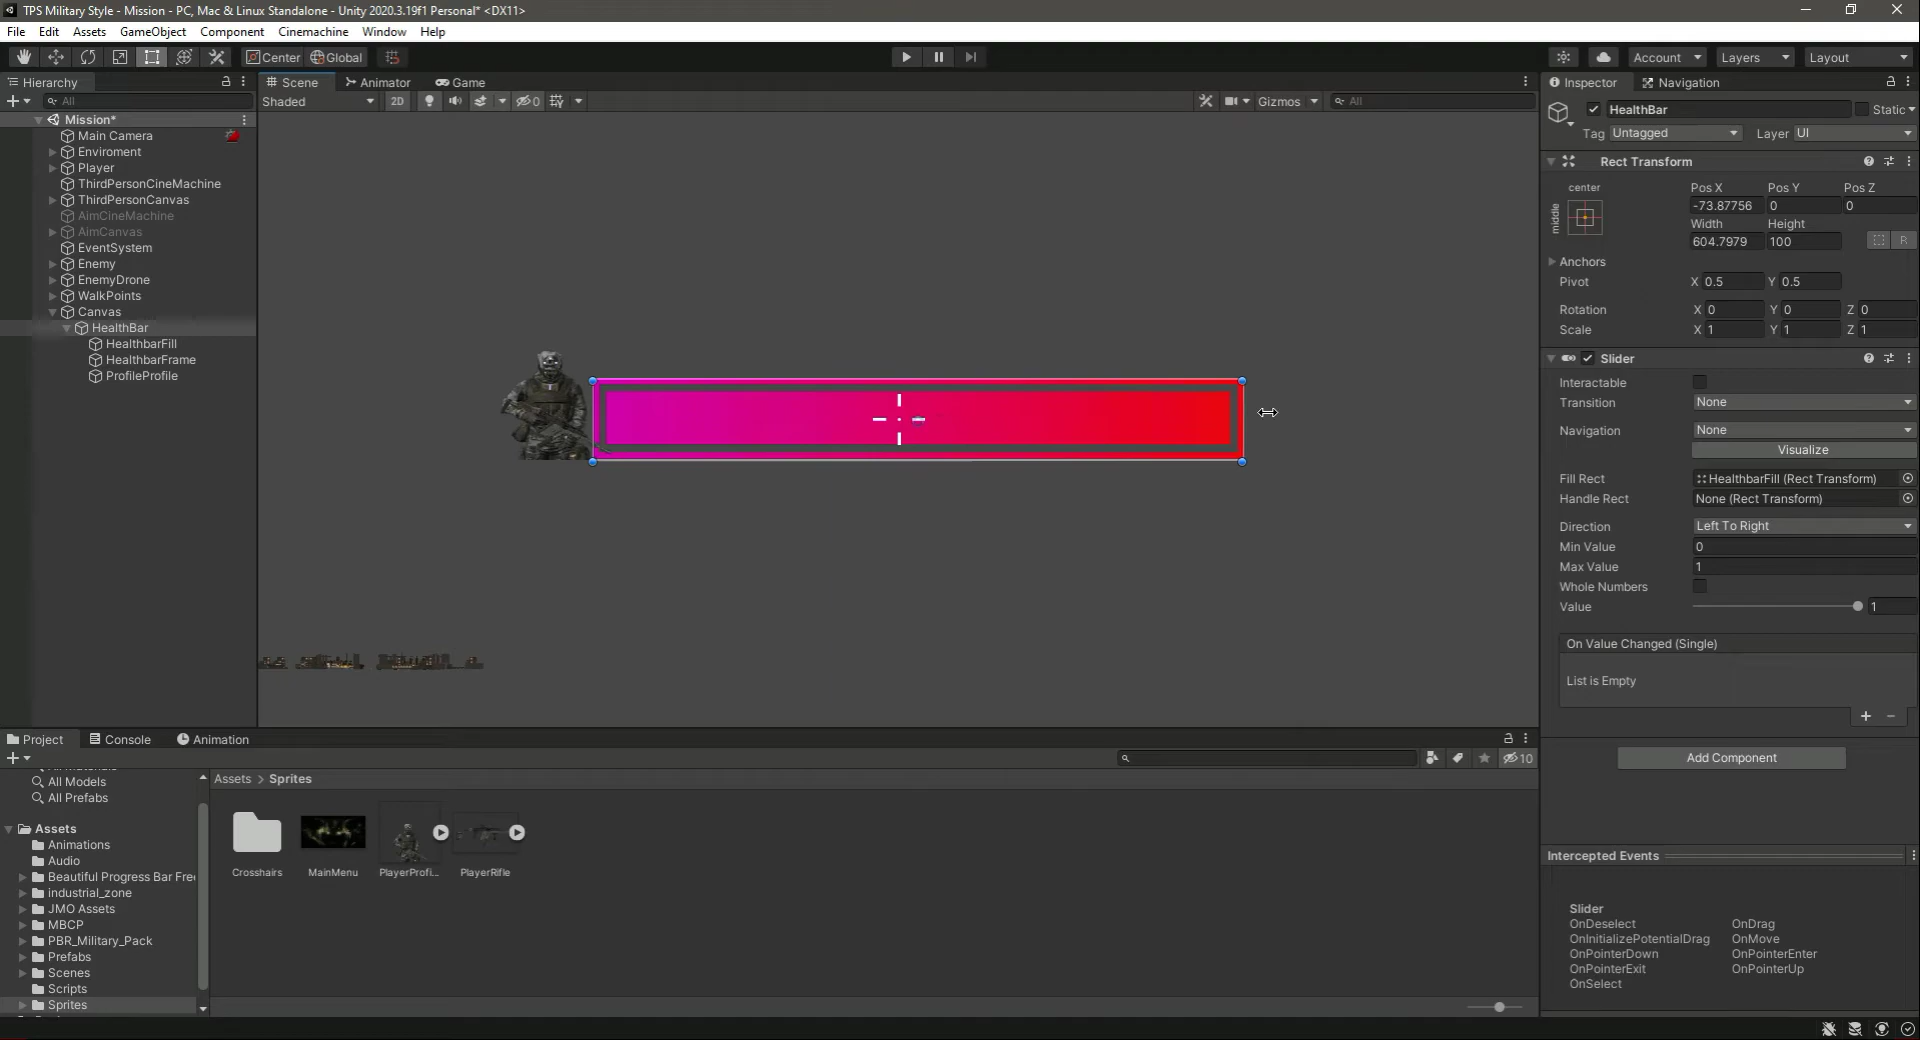 TPS Military Style - Mission - PC, Mac & Linux Standalone - Unity 2020.3.19f1 Personal* <DX11>
File Edit Assets GameObject Component Cinemachine Window Help
Center Global Account Layers Layout
Hierarchy
All
Mission*
Main Camera
Enviroment
Player
ThirdPersonCineMachine
ThirdPersonCanvas
AimCineMachine
AimCanvas
EventSystem
Enemy
EnemyDrone
WalkPoints
Canvas
HealthBar
HealthbarFill
HealthbarFrame
ProfileProfile
Scene Animator Game
Shaded 2D 0 Gizmos All
Inspector Navigation
HealthBar Static
Tag Untagged Layer UI
Rect Transform
center
middle
Pos X Pos Y Pos Z
-73.87756 0 0
Width Height
604.7979 100 R
Anchors
Pivot X 0.5 Y 0.5
Rotation X 0 Y 0 Z 0
Scale X 1 Y 1 Z 1
Slider
Interactable
Transition None
Navigation None
Visualize
Fill Rect HealthbarFill (Rect Transform)
Handle Rect None (Rect Transform)
Direction Left To Right
Min Value 0
Max Value 1
Whole Numbers
Value 1
On Value Changed (Single)
List is Empty
Add Component
Intercepted Events
Slider
OnDeselect OnDrag
OnInitializePotentialDrag OnMove
OnPointerDown OnPointerEnter
OnPointerExit OnPointerUp
OnSelect
Project Console Animation
10
All Models
All Prefabs
Assets
Animations
Audio
Beautiful Progress Bar Free
industrial_zone
JMO Assets
MBCP
PBR_Military_Pack
Prefabs
Scenes
Scripts
Sprites
Assets > Sprites
Crosshairs MainMenu PlayerProfi... PlayerRifle